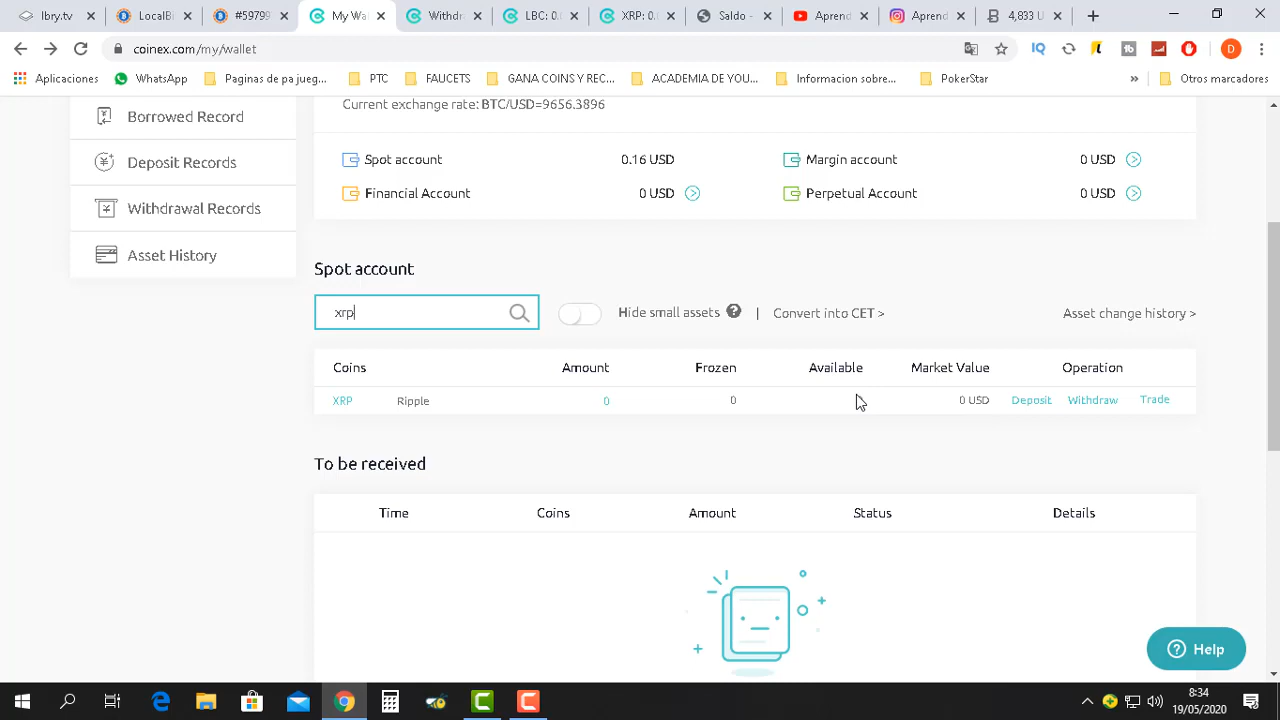 lbry.tv
LocalBi
#59799
My Wal
Withdra
LBC: 0.0
XRP: 0.1
Saldo
Aprend
Aprend
4,833 d
coinex.com/my/wallet
Aplicaciones
WhatsApp
Paginas de pa jueg...
PTC
FAUCETS
GANA COINS Y REC...
ACADEMIA DE YOU...
Informacion sobre...
PokerStar
»
Otros marcadores
Borrowed Record
Deposit Records
Withdrawal Records
Asset History
Current exchange rate: BTC/USD=9656.3896
Spot account 0.16 USD
Margin account 0 USD
Financial Account 0 USD
Perpetual Account 0 USD
Spot account
xrp
Hide small assets ? | Convert into CET >
Asset change history >
Coins Amount Frozen Available Market Value Operation
XRP Ripple 0 0 0 USD Deposit Withdraw Trade
To be received
Time Coins Amount Status Details
? Help
8:34
19/05/2020